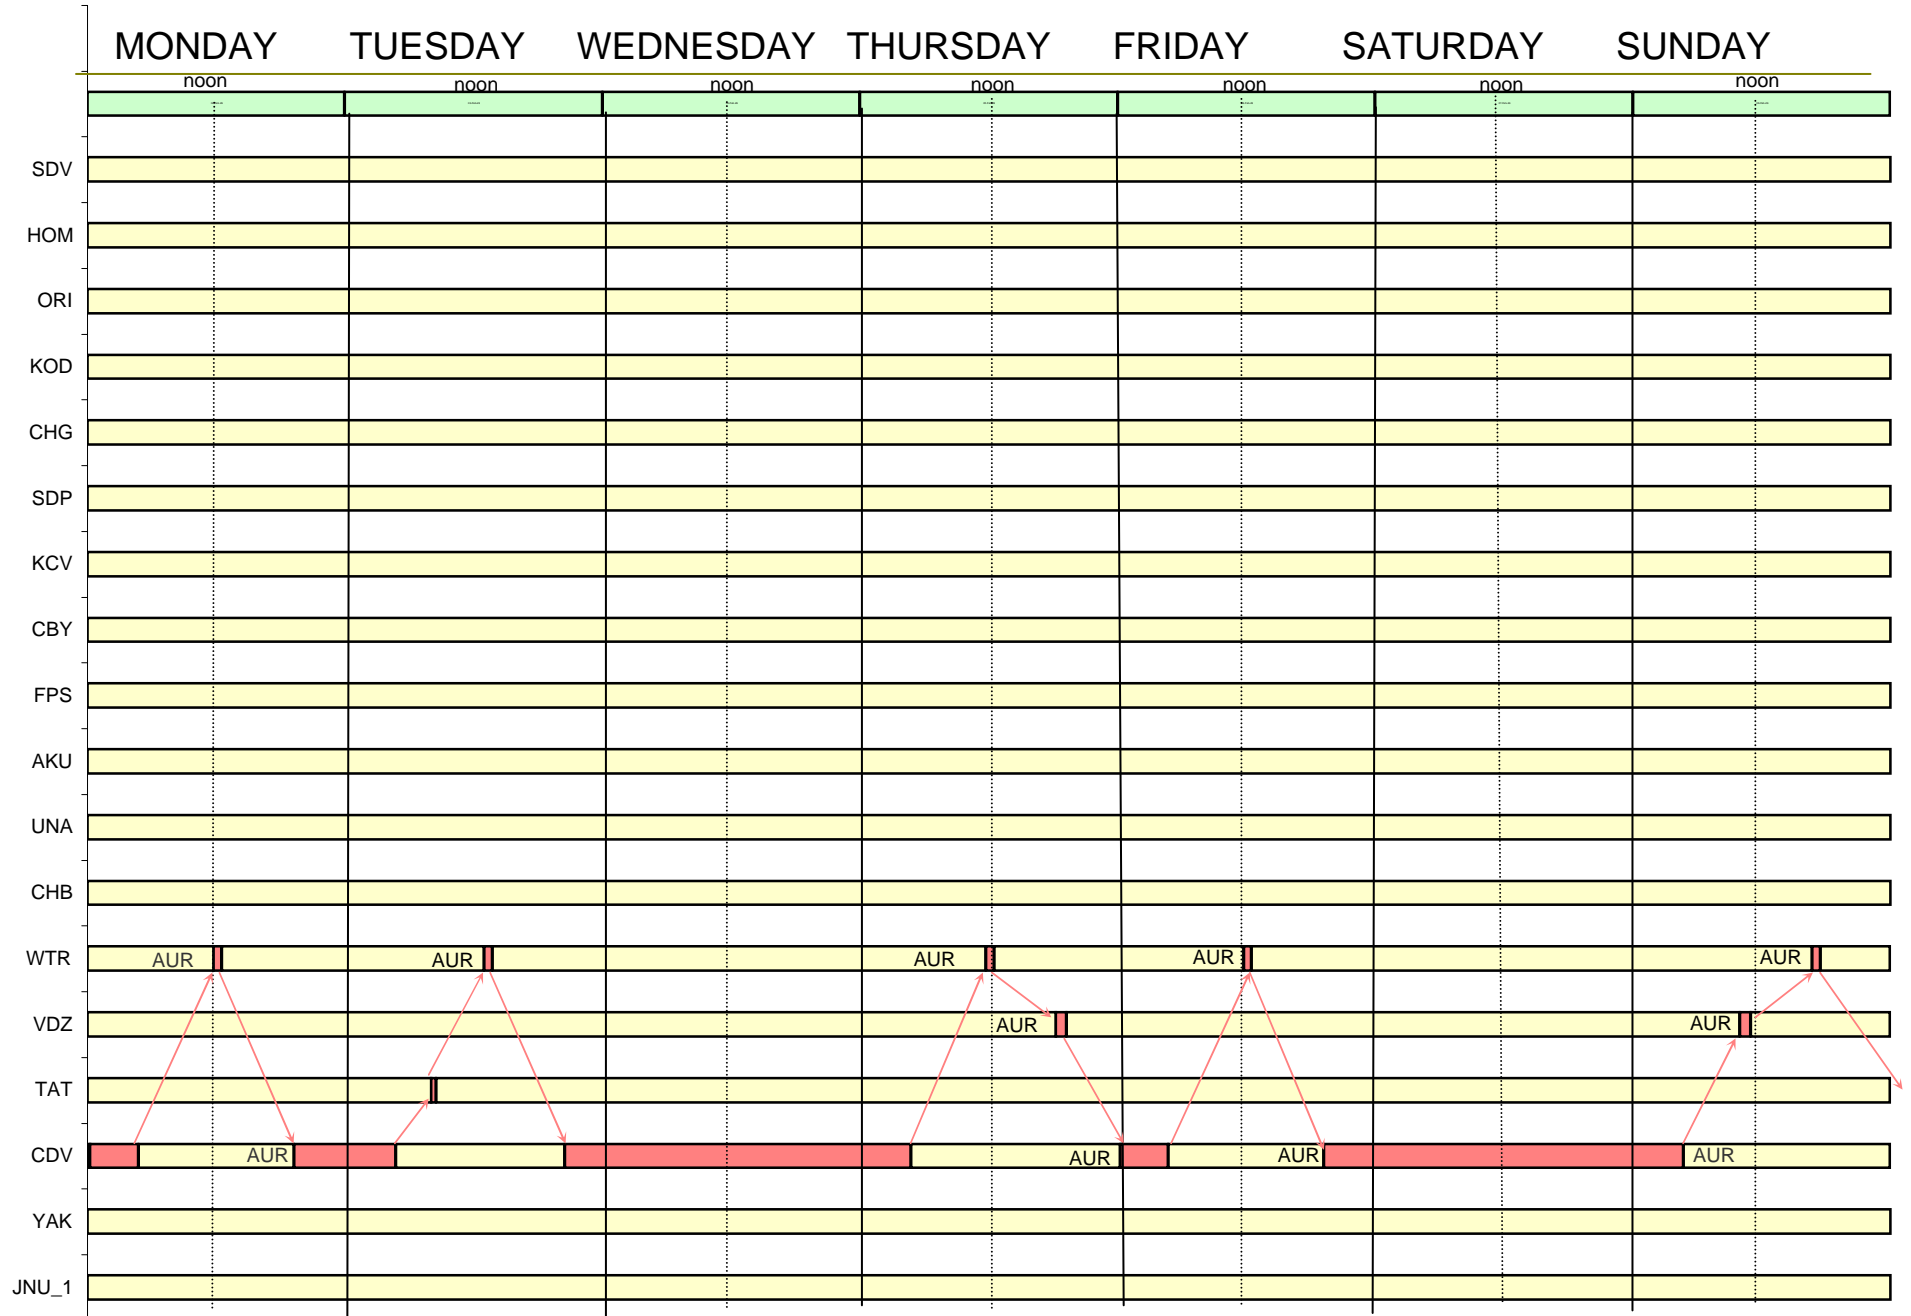 MONDAY TUESDAY WEDNESDAY THURSDAY FRIDAY SATURDAY SUNDAY
noon noon noon noon noon noon noon
SDV
HOM
ORI
KOD
CHG
SDP
KCV
CBY
FPS
AKU
UNA
CHB
WTR AUR AUR AUR AUR AUR
VDZ AUR AUR
TAT
CDV AUR AUR AUR AUR
YAK
JNU_1